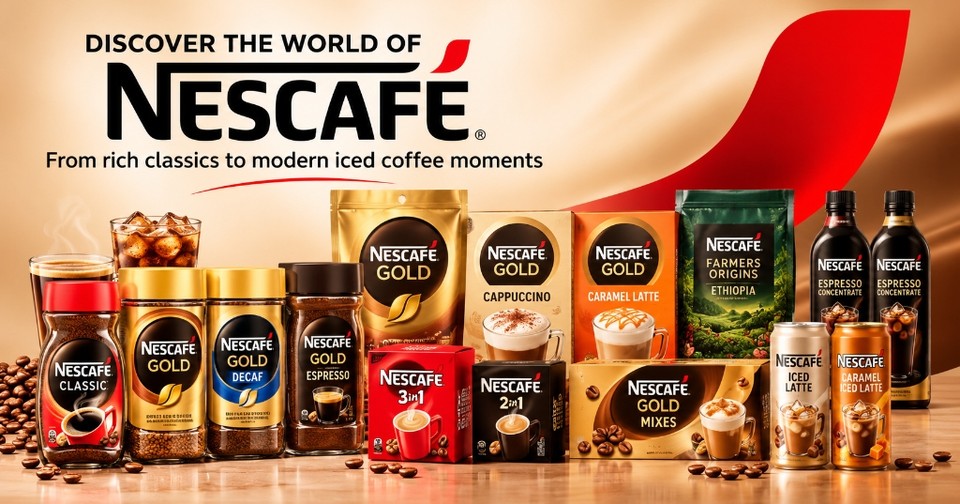 DISCOVER THE WORLD OF
NESCAFÉ®
From rich classics to modern iced coffee moments
NESCAFÉ
CLASSIC
NESCAFÉ
GOLD
NESCAFÉ
GOLD
DECAF
NESCAFÉ
GOLD
ESPRESSO
NESCAFÉ
GOLD
NESCAFÉ
GOLD
CAPPUCCINO
NESCAFÉ
GOLD
CARAMEL LATTE
NESCAFÉ
FARMERS
ORIGINS
ETHIOPIA
NESCAFÉ
ESPRESSO
CONCENTRATE
NESCAFÉ
ESPRESSO
CONCENTRATE
NESCAFÉ
3in1
NESCAFÉ
2in1
NESCAFÉ
GOLD
MIXES
NESCAFÉ
ICED
LATTE
NESCAFÉ
CARAMEL
ICED LATTE